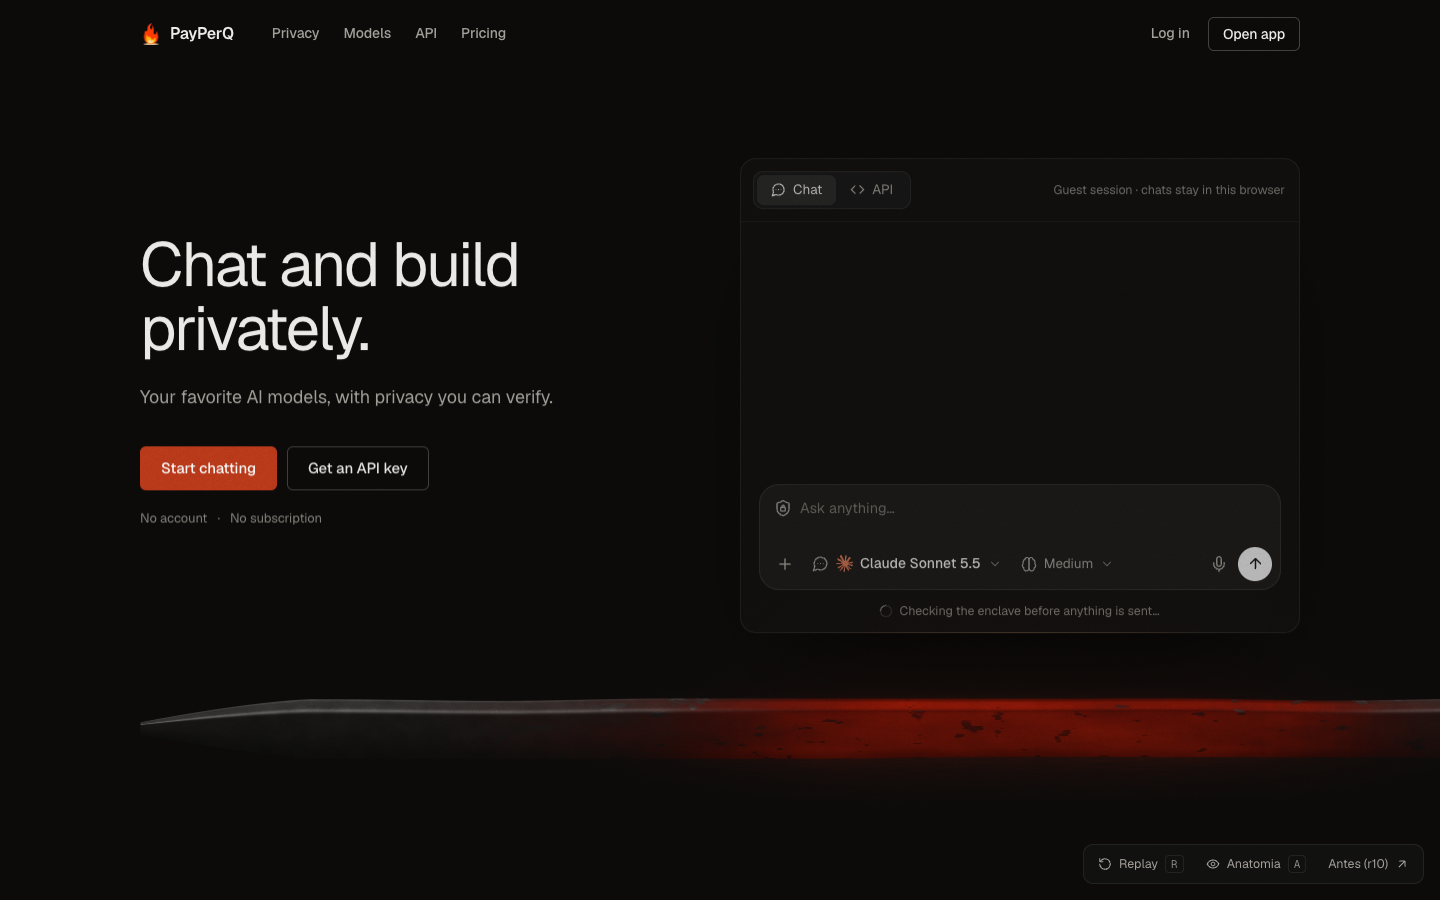 PayPerQ
Privacy
Models
API
Pricing
Log in
Open app
Chat and build
privately.
Your favorite AI models, with privacy you can verify.
Start chatting
Get an API key
No account · No subscription
Chat
API
Guest session · chats stay in this browser
Ask anything...
Claude Sonnet 5.5
Medium
Checking the enclave before anything is sent...
Replay R
Anatomia A
Antes (r10)